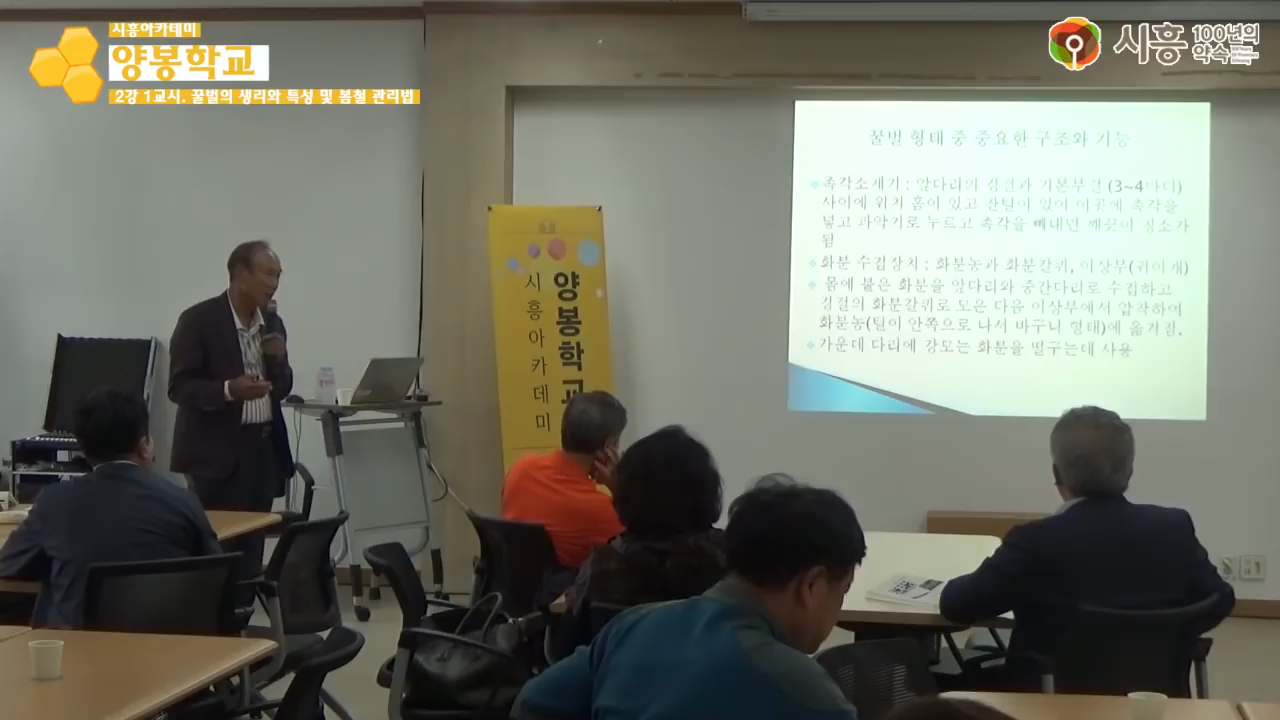 시흥아카데미
양봉학교
2강 1교시. 꿀벌의 생리와 특성 및 봄철 관리법
시흥 100년의 약속
시흥아카데미
양봉학교
꿀벌 형태 중 중요한 구조와 기능
촉각소제기 : 앞다리의 경절과 기본부절 (3~4마디)
사이에 위치 홈이 있고 잔털이 있어 이곳에 촉각을
넣고 과악기로 누르고 촉각을 빼내면 깨끗이 청소가
됨
화분 수집장치 : 화분농과 화분갈퀴, 이상부(귀이개)
몸에 붙은 화분을 앞다리와 중간다리로 수집하고
경절의 화분갈퀴로 모은 다음 이상부에서 압착하여
화분농(털이 안쪽으로 나서 바구니 형태)에 옮겨짐.
가운데 다리에 강모는 화분을 떨구는데 사용